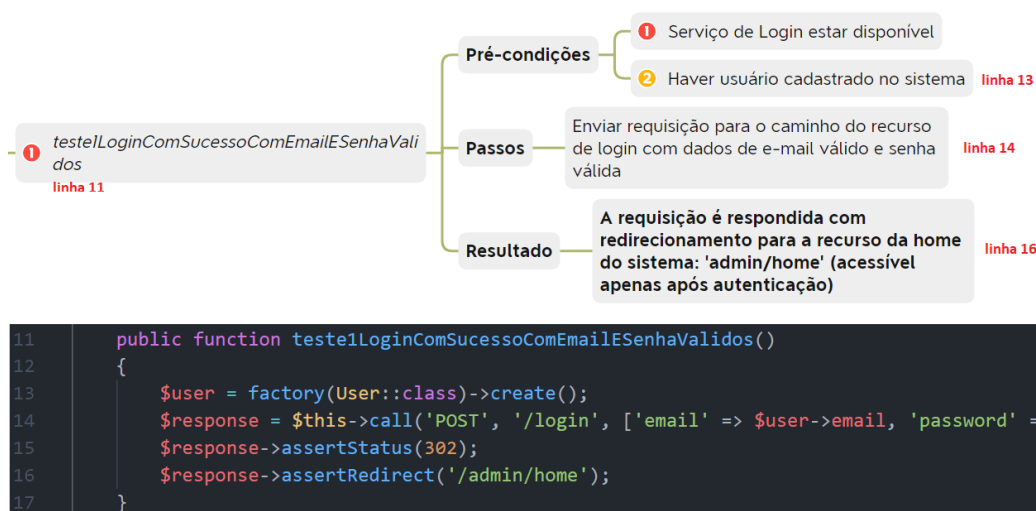 Pré-condições
1 Serviço de Login estar disponível
2 Haver usuário cadastrado no sistema linha 13
1 teste1LoginComSucessoComEmailESenhaVali
dos
linha 11
Passos
Enviar requisição para o caminho do recurso
de login com dados de e-mail válido e senha
válida
linha 14
Resultado
A requisição é respondida com
redirecionamento para a recurso da home
do sistema: 'admin/home' (acessível
apenas após autenticação)
linha 16
11 public function teste1LoginComSucessoComEmailESenhaValidos()
12 {
13 $user = factory(User::class)->create();
14 $response = $this->call('POST', '/login', ['email' => $user->email, 'password' =
15 $response->assertStatus(302);
16 $response->assertRedirect('/admin/home');
17 }